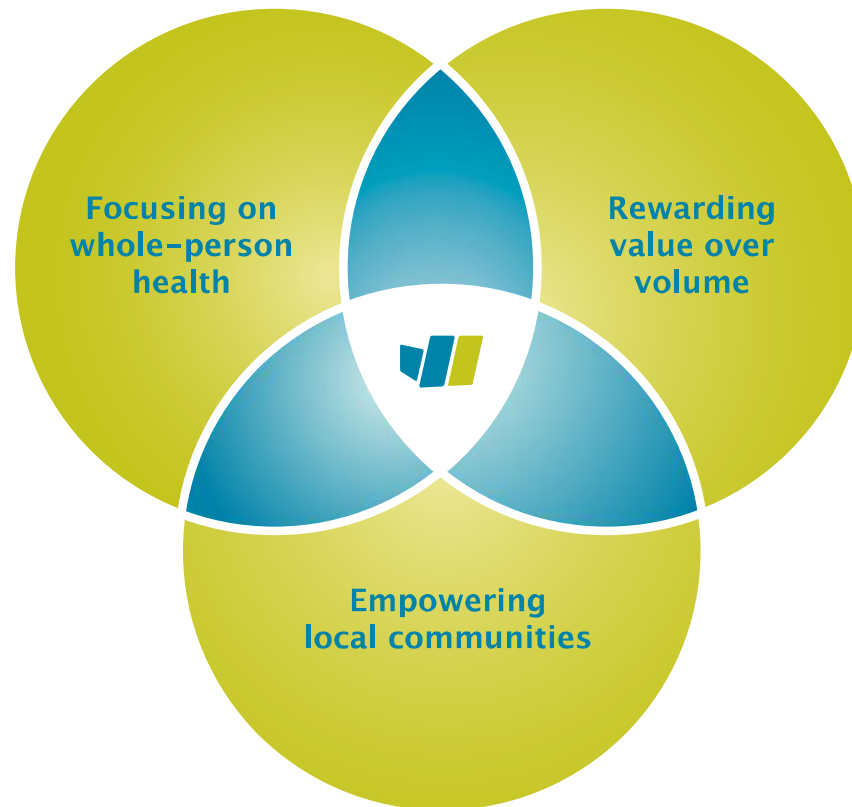 Focusing on
whole-person
health
Rewarding
value over
volume
Empowering
local communities